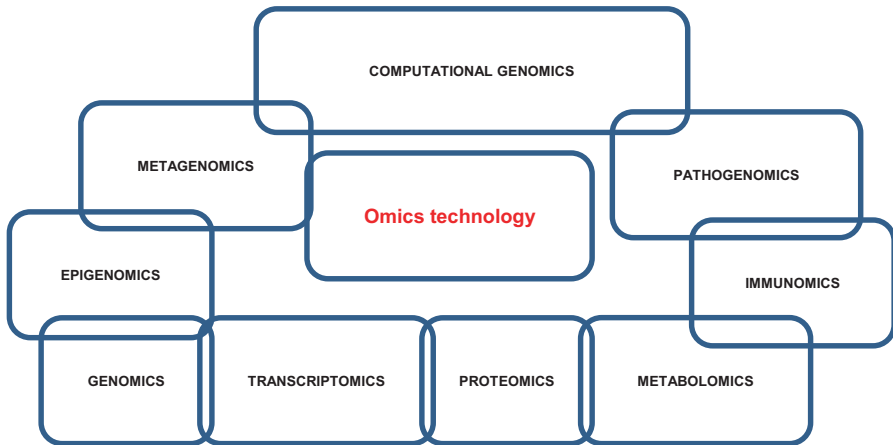 COMPUTATIONAL GENOMICS
METAGENOMICS
PATHOGENOMICS
Omics technology
EPIGENOMICS
IMMUNOMICS
GENOMICS
TRANSCRIPTOMICS
PROTEOMICS
METABOLOMICS